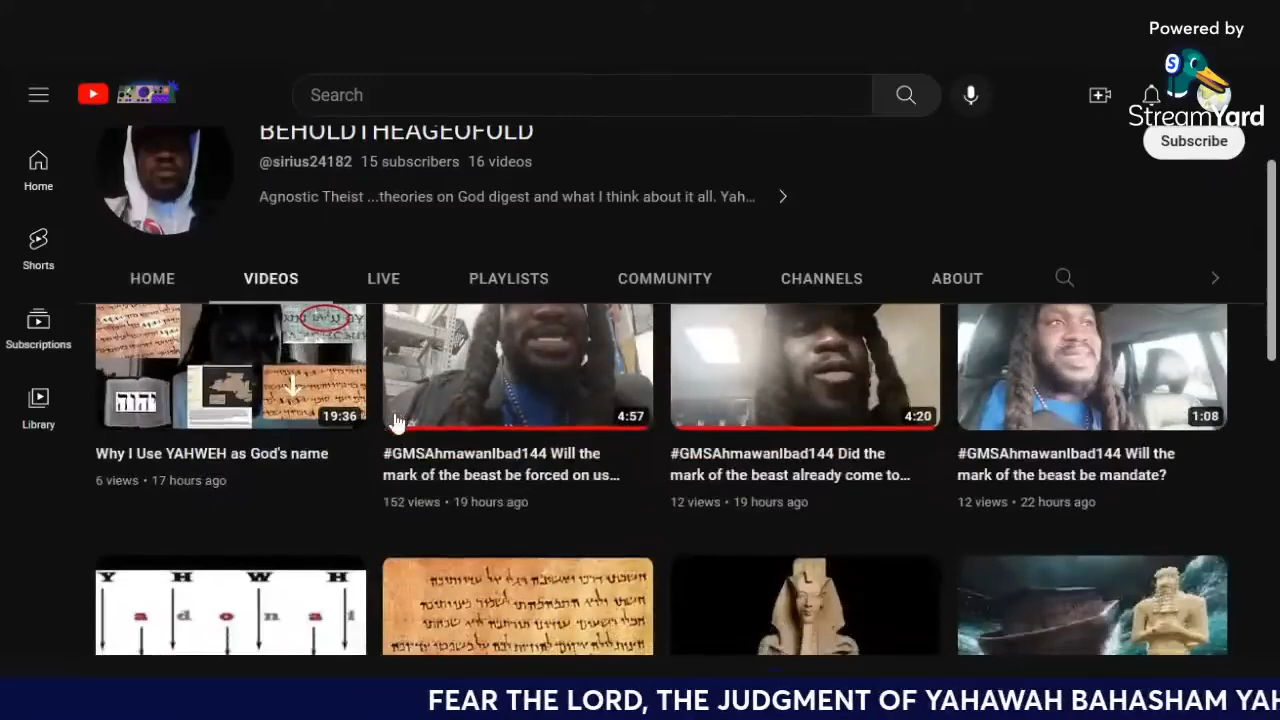 Powered by
StreamYard
Search
BEHOLDTHEAGEOFOLD
@sirius24182 15 subscribers 16 videos
Subscribe
Agnostic Theist ...theories on God digest and what I think about it all. Yah...
Home
Shorts
Subscriptions
Library
HOME VIDEOS LIVE PLAYLISTS COMMUNITY CHANNELS ABOUT
יהוה
19:36 4:57 4:20 1:08
Why I Use YAHWEH as God's name
6 views • 17 hours ago
#GMSAhmawanIbad144 Will the
mark of the beast be forced on us...
152 views • 19 hours ago
#GMSAhmawanIbad144 Did the
mark of the beast already come to...
12 views • 19 hours ago
#GMSAhmawanIbad144 Will the
mark of the beast be mandate?
12 views • 22 hours ago
Y H W H
a d o n a i
FEAR THE LORD, THE JUDGMENT OF YAHAWAH BAHASHAM YAH